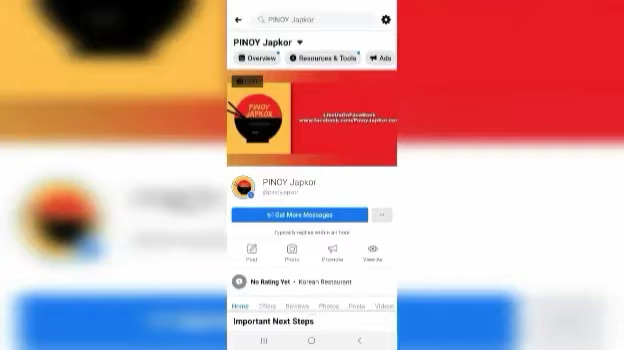 PINOY Japkor
PINOY Japkor
Overview
Resources & Tools
Ads
PINOY
JAPKOR
LikeUsOnFacebook
PINOY Japkor
@pinoyjapkor
Get More Messages
Typically replies within an hour
Post
Photo
Promote
View As
No Rating Yet • Korean Restaurant
Home
Offers
Reviews
Photos
Posts
Videos
Important Next Steps